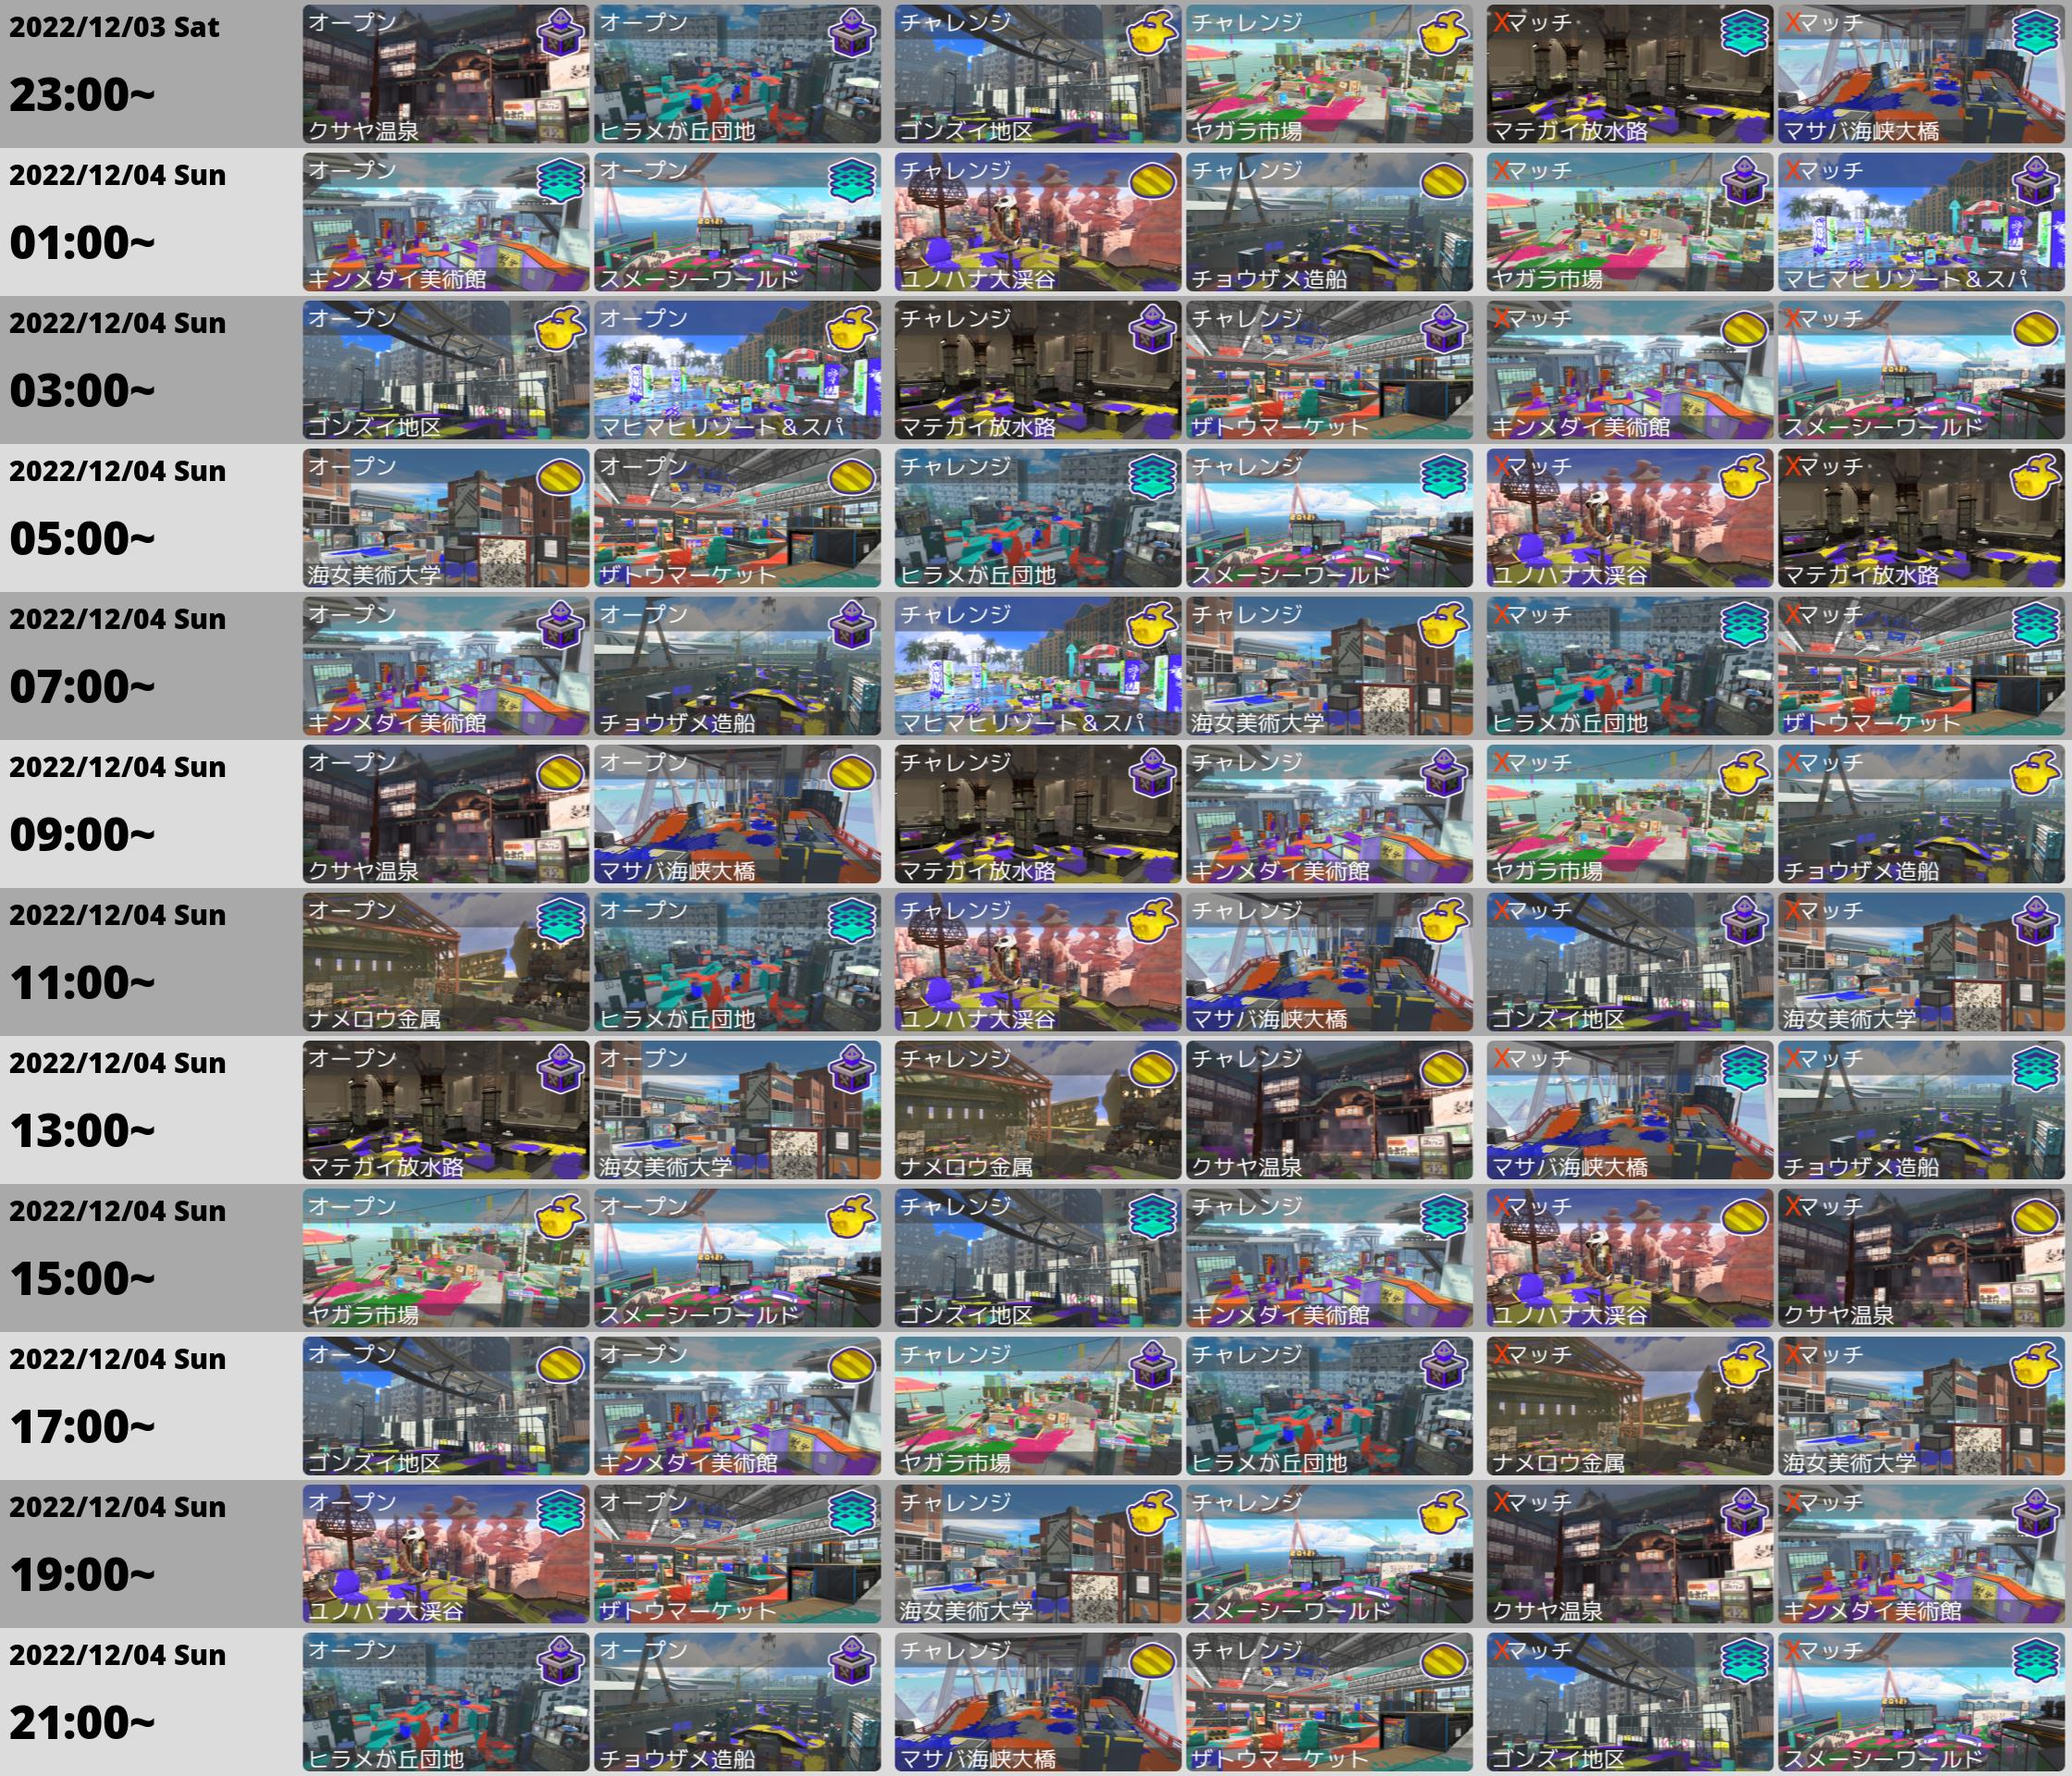 2022/12/03 Sat
23:00~
オープン オープン チャレンジ チャレンジ Xマッチ Xマッチ
クサヤ温泉 ヒラメが丘団地 ゴンズイ地区 ヤガラ市場 マテガイ放水路 マサバ海峡大橋
2022/12/04 Sun
01:00~
オープン オープン チャレンジ チャレンジ Xマッチ Xマッチ
キンメダイ美術館 スメーシーワールド ユノハナ大渓谷 チョウザメ造船 ヤガラ市場 マヒマヒリゾート＆スパ
2022/12/04 Sun
03:00~
オープン オープン チャレンジ チャレンジ Xマッチ Xマッチ
ゴンズイ地区 マヒマヒリゾート＆スパ マテガイ放水路 ザトウマーケット キンメダイ美術館 スメーシーワールド
2022/12/04 Sun
05:00~
オープン オープン チャレンジ チャレンジ Xマッチ Xマッチ
海女美術大学 ザトウマーケット ヒラメが丘団地 スメーシーワールド ユノハナ大渓谷 マテガイ放水路
2022/12/04 Sun
07:00~
オープン オープン チャレンジ チャレンジ Xマッチ Xマッチ
キンメダイ美術館 チョウザメ造船 マヒマヒリゾート＆スパ 海女美術大学 ヒラメが丘団地 ザトウマーケット
2022/12/04 Sun
09:00~
オープン オープン チャレンジ チャレンジ Xマッチ Xマッチ
クサヤ温泉 マサバ海峡大橋 マテガイ放水路 キンメダイ美術館 ヤガラ市場 チョウザメ造船
2022/12/04 Sun
11:00~
オープン オープン チャレンジ チャレンジ Xマッチ Xマッチ
ナメロウ金属 ヒラメが丘団地 ユノハナ大渓谷 マサバ海峡大橋 ゴンズイ地区 海女美術大学
2022/12/04 Sun
13:00~
オープン オープン チャレンジ チャレンジ Xマッチ Xマッチ
マテガイ放水路 海女美術大学 ナメロウ金属 クサヤ温泉 マサバ海峡大橋 チョウザメ造船
2022/12/04 Sun
15:00~
オープン オープン チャレンジ チャレンジ Xマッチ Xマッチ
ヤガラ市場 スメーシーワールド ゴンズイ地区 キンメダイ美術館 ユノハナ大渓谷 クサヤ温泉
2022/12/04 Sun
17:00~
オープン オープン チャレンジ チャレンジ Xマッチ Xマッチ
ゴンズイ地区 キンメダイ美術館 ヤガラ市場 ヒラメが丘団地 ナメロウ金属 海女美術大学
2022/12/04 Sun
19:00~
オープン オープン チャレンジ チャレンジ Xマッチ Xマッチ
ユノハナ大渓谷 ザトウマーケット 海女美術大学 スメーシーワールド クサヤ温泉 キンメダイ美術館
2022/12/04 Sun
21:00~
オープン オープン チャレンジ チャレンジ Xマッチ Xマッチ
ヒラメが丘団地 チョウザメ造船 マサバ海峡大橋 ザトウマーケット ゴンズイ地区 スメーシーワールド